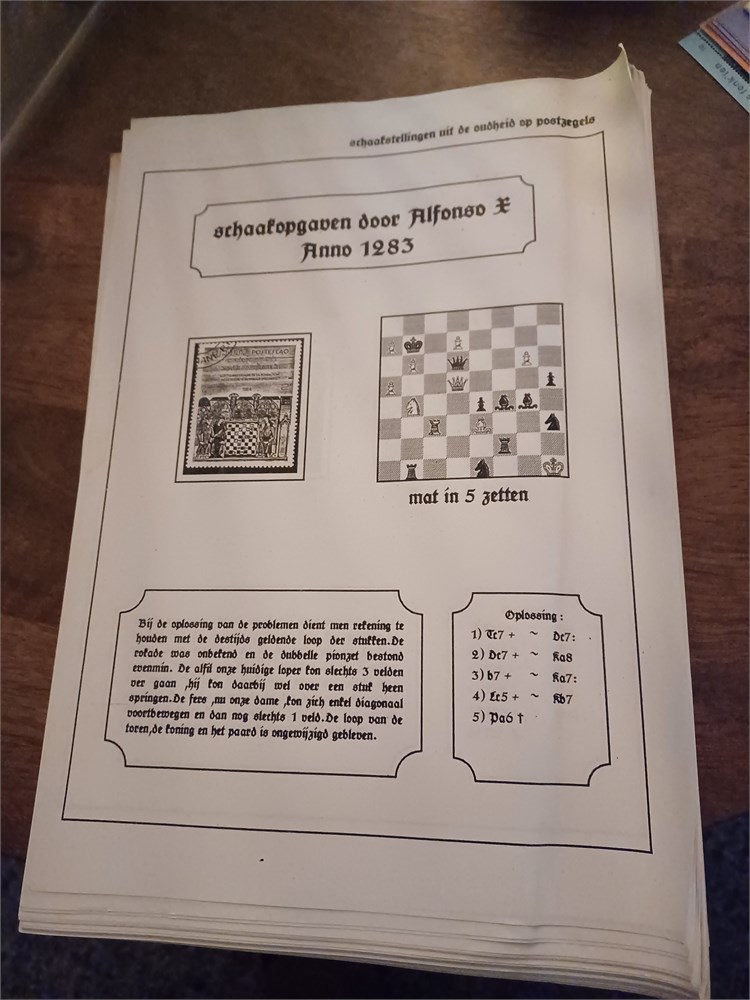 schaakstellingen uit de oudheid op postzegels
schaakopgaven door Alfonso X
Anno 1283
mat in 5 zetten
Bij de oplossing van de problemen dient men rekening te
houden met de destijds geldende loop der stukken.De
rokade was onbekend en de dubbelle pionzet bestond
evenmin. De alfil onze huidige loper kon slechts 3 velden
ver gaan ,hij kon daarbij wel over een stuk heen
springen.De fers ,nu onze dame ,kon zich enkel diagonaal
voortbewegen en dan nog slechts 1 veld.De loop van de
toren,de koning en het paard is ongewijzigd gebleven.
Oplossing :
1) Tc7 + ~ Dc7:
2) Dc7 + ~ Ka8
3) b7 + ~ Ka7:
4) Lc5 + ~ Kb7
5) Pa6 †